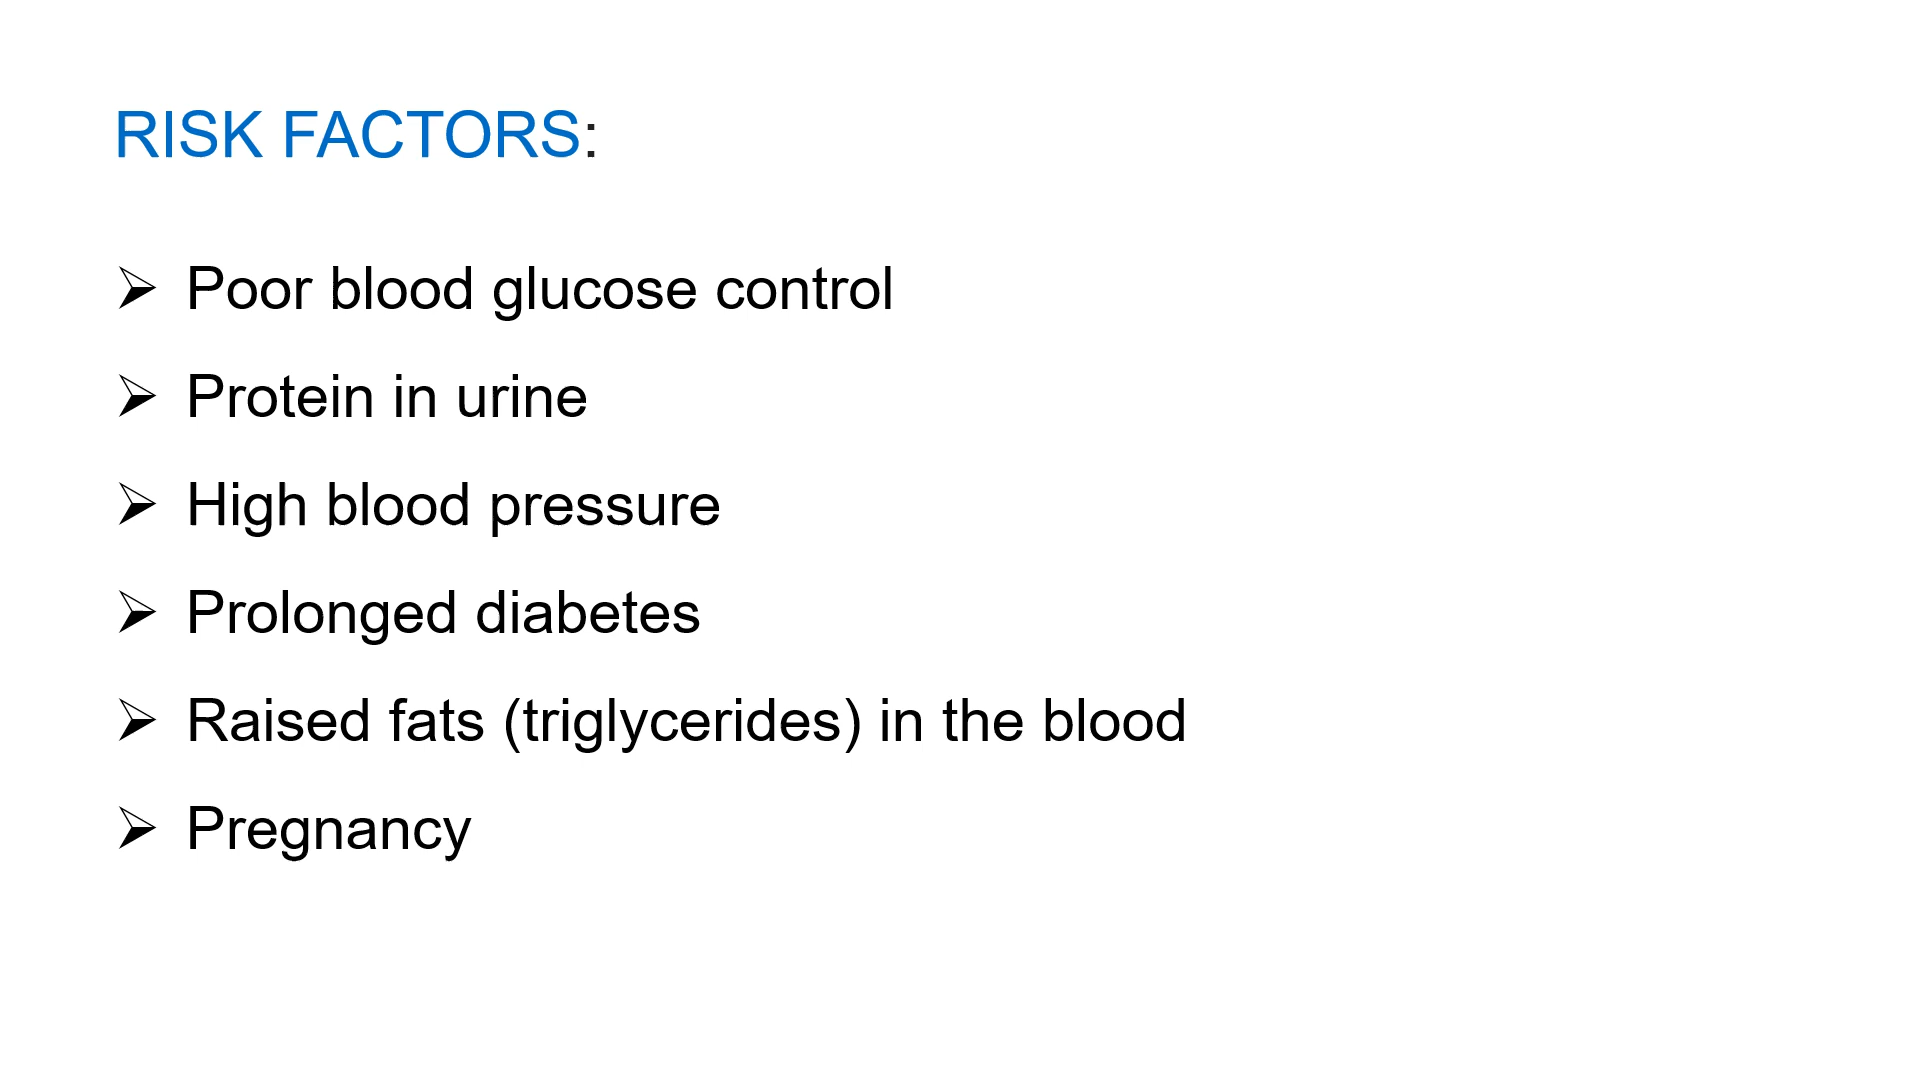 RISK FACTORS:
➢ Poor blood glucose control
➢ Protein in urine
➢ High blood pressure
➢ Prolonged diabetes
➢ Raised fats (triglycerides) in the blood
➢ Pregnancy